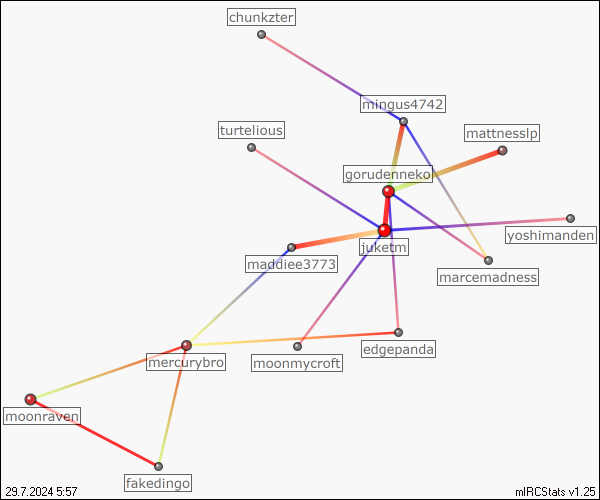 chunkzter
mingus4742
turtelious
mattnesslp
gorudennekoI
yoshimanden
juketm
maddiee3773
marcemadness
edgepanda
mercurybro
moonmycroft
moonraven
fakedingo
29.7.2024 5:57
mIRCStats v1.25